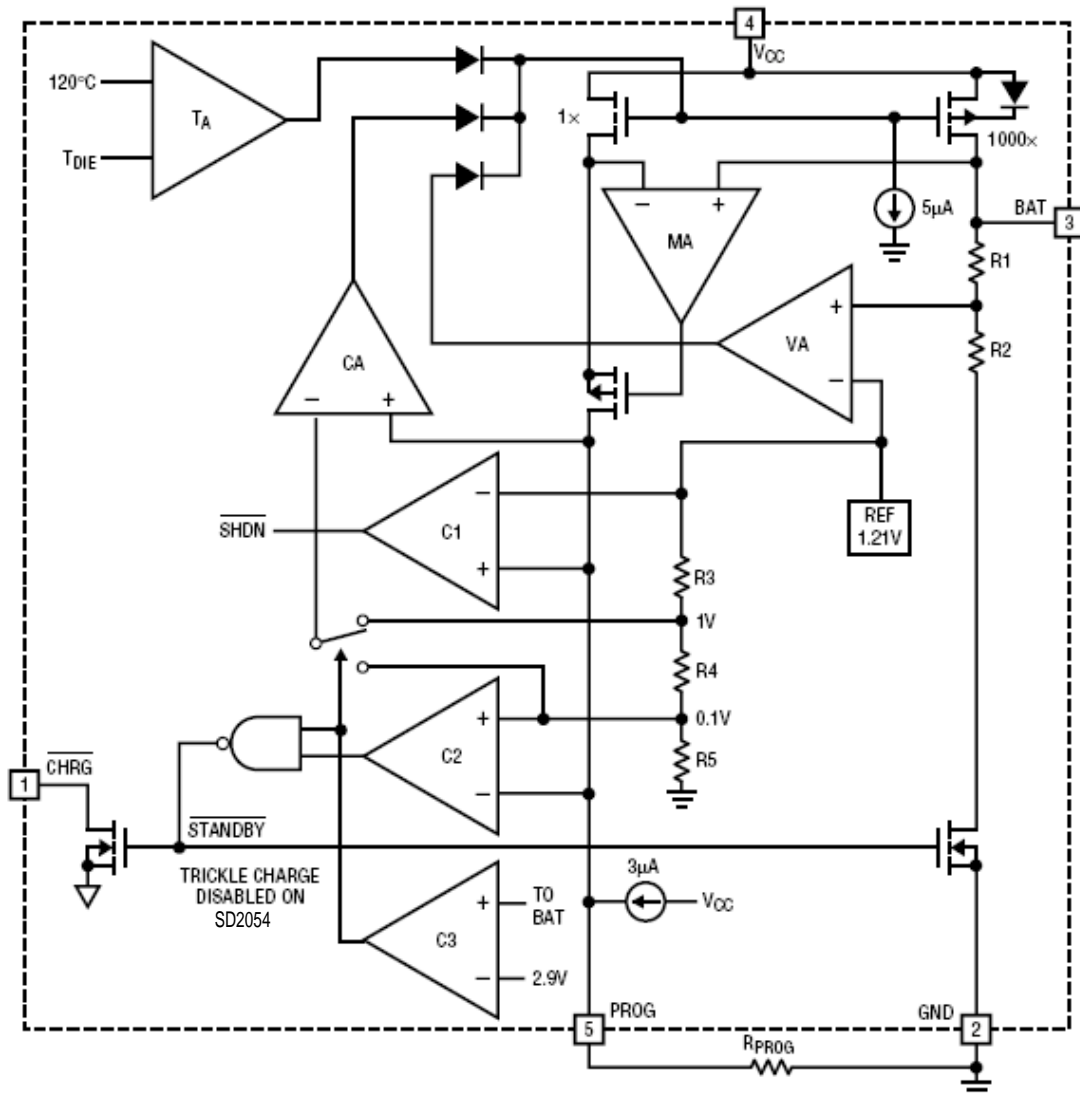 4
VCC
120°C
TA
TDIE
1×
1000×
− +
MA
5µA
BAT
3
R1
+
VA
−
R2
CA
− +
REF
1.21V
SHDN
−
C1
+
R3
1V
R4
0.1V
R5
+
C2
−
1
CHRG
STANDBY
TRICKLE CHARGE
DISABLED ON
SD2054
3µA
VCC
+
C3
−
TO
BAT
2.9V
5
PROG
GND
2
RPROG